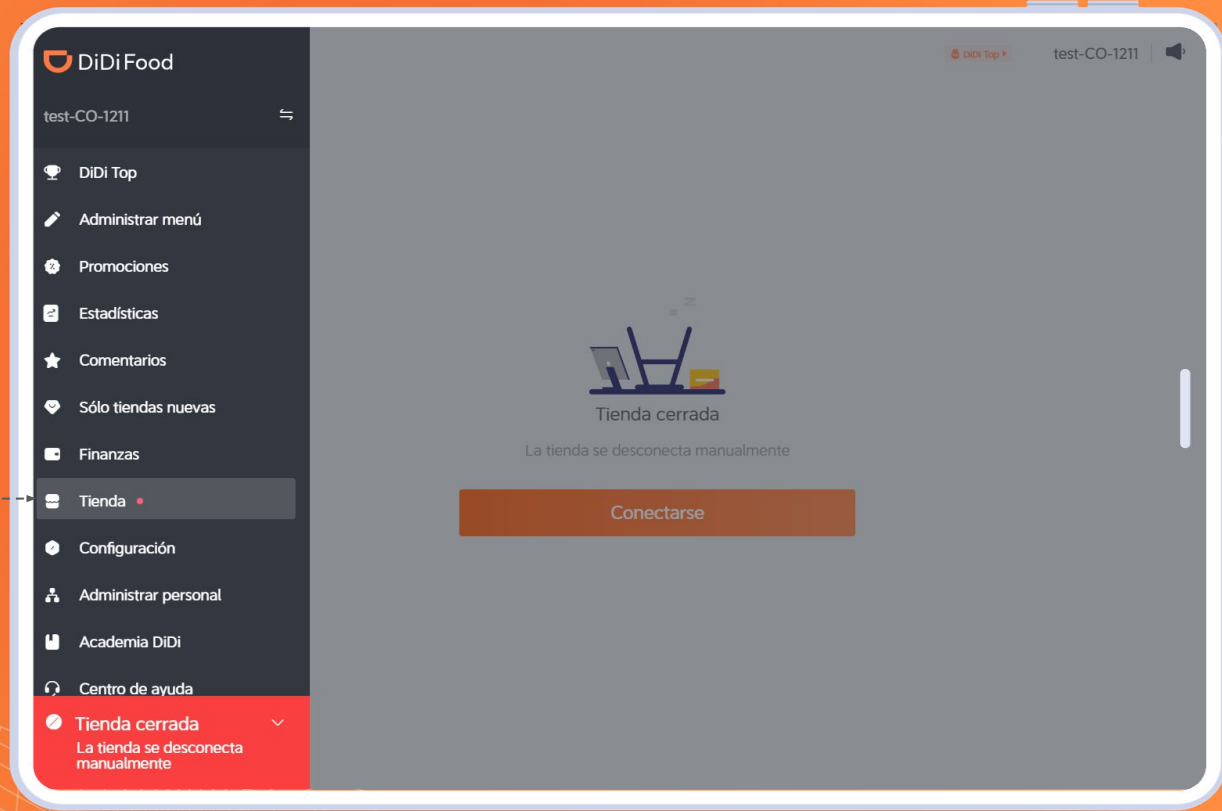 DiDi Food
test-CO-1211
DiDi Top
Administrar menú
Promociones
Estadísticas
Comentarios
Sólo tiendas nuevas
Finanzas
Tienda
Configuración
Administrar personal
Academia DiDi
Centro de ayuda
Tienda cerrada
La tienda se desconecta
manualmente
DiDi Top
test-CO-1211
z
z
Tienda cerrada
La tienda se desconecta manualmente
Conectarse